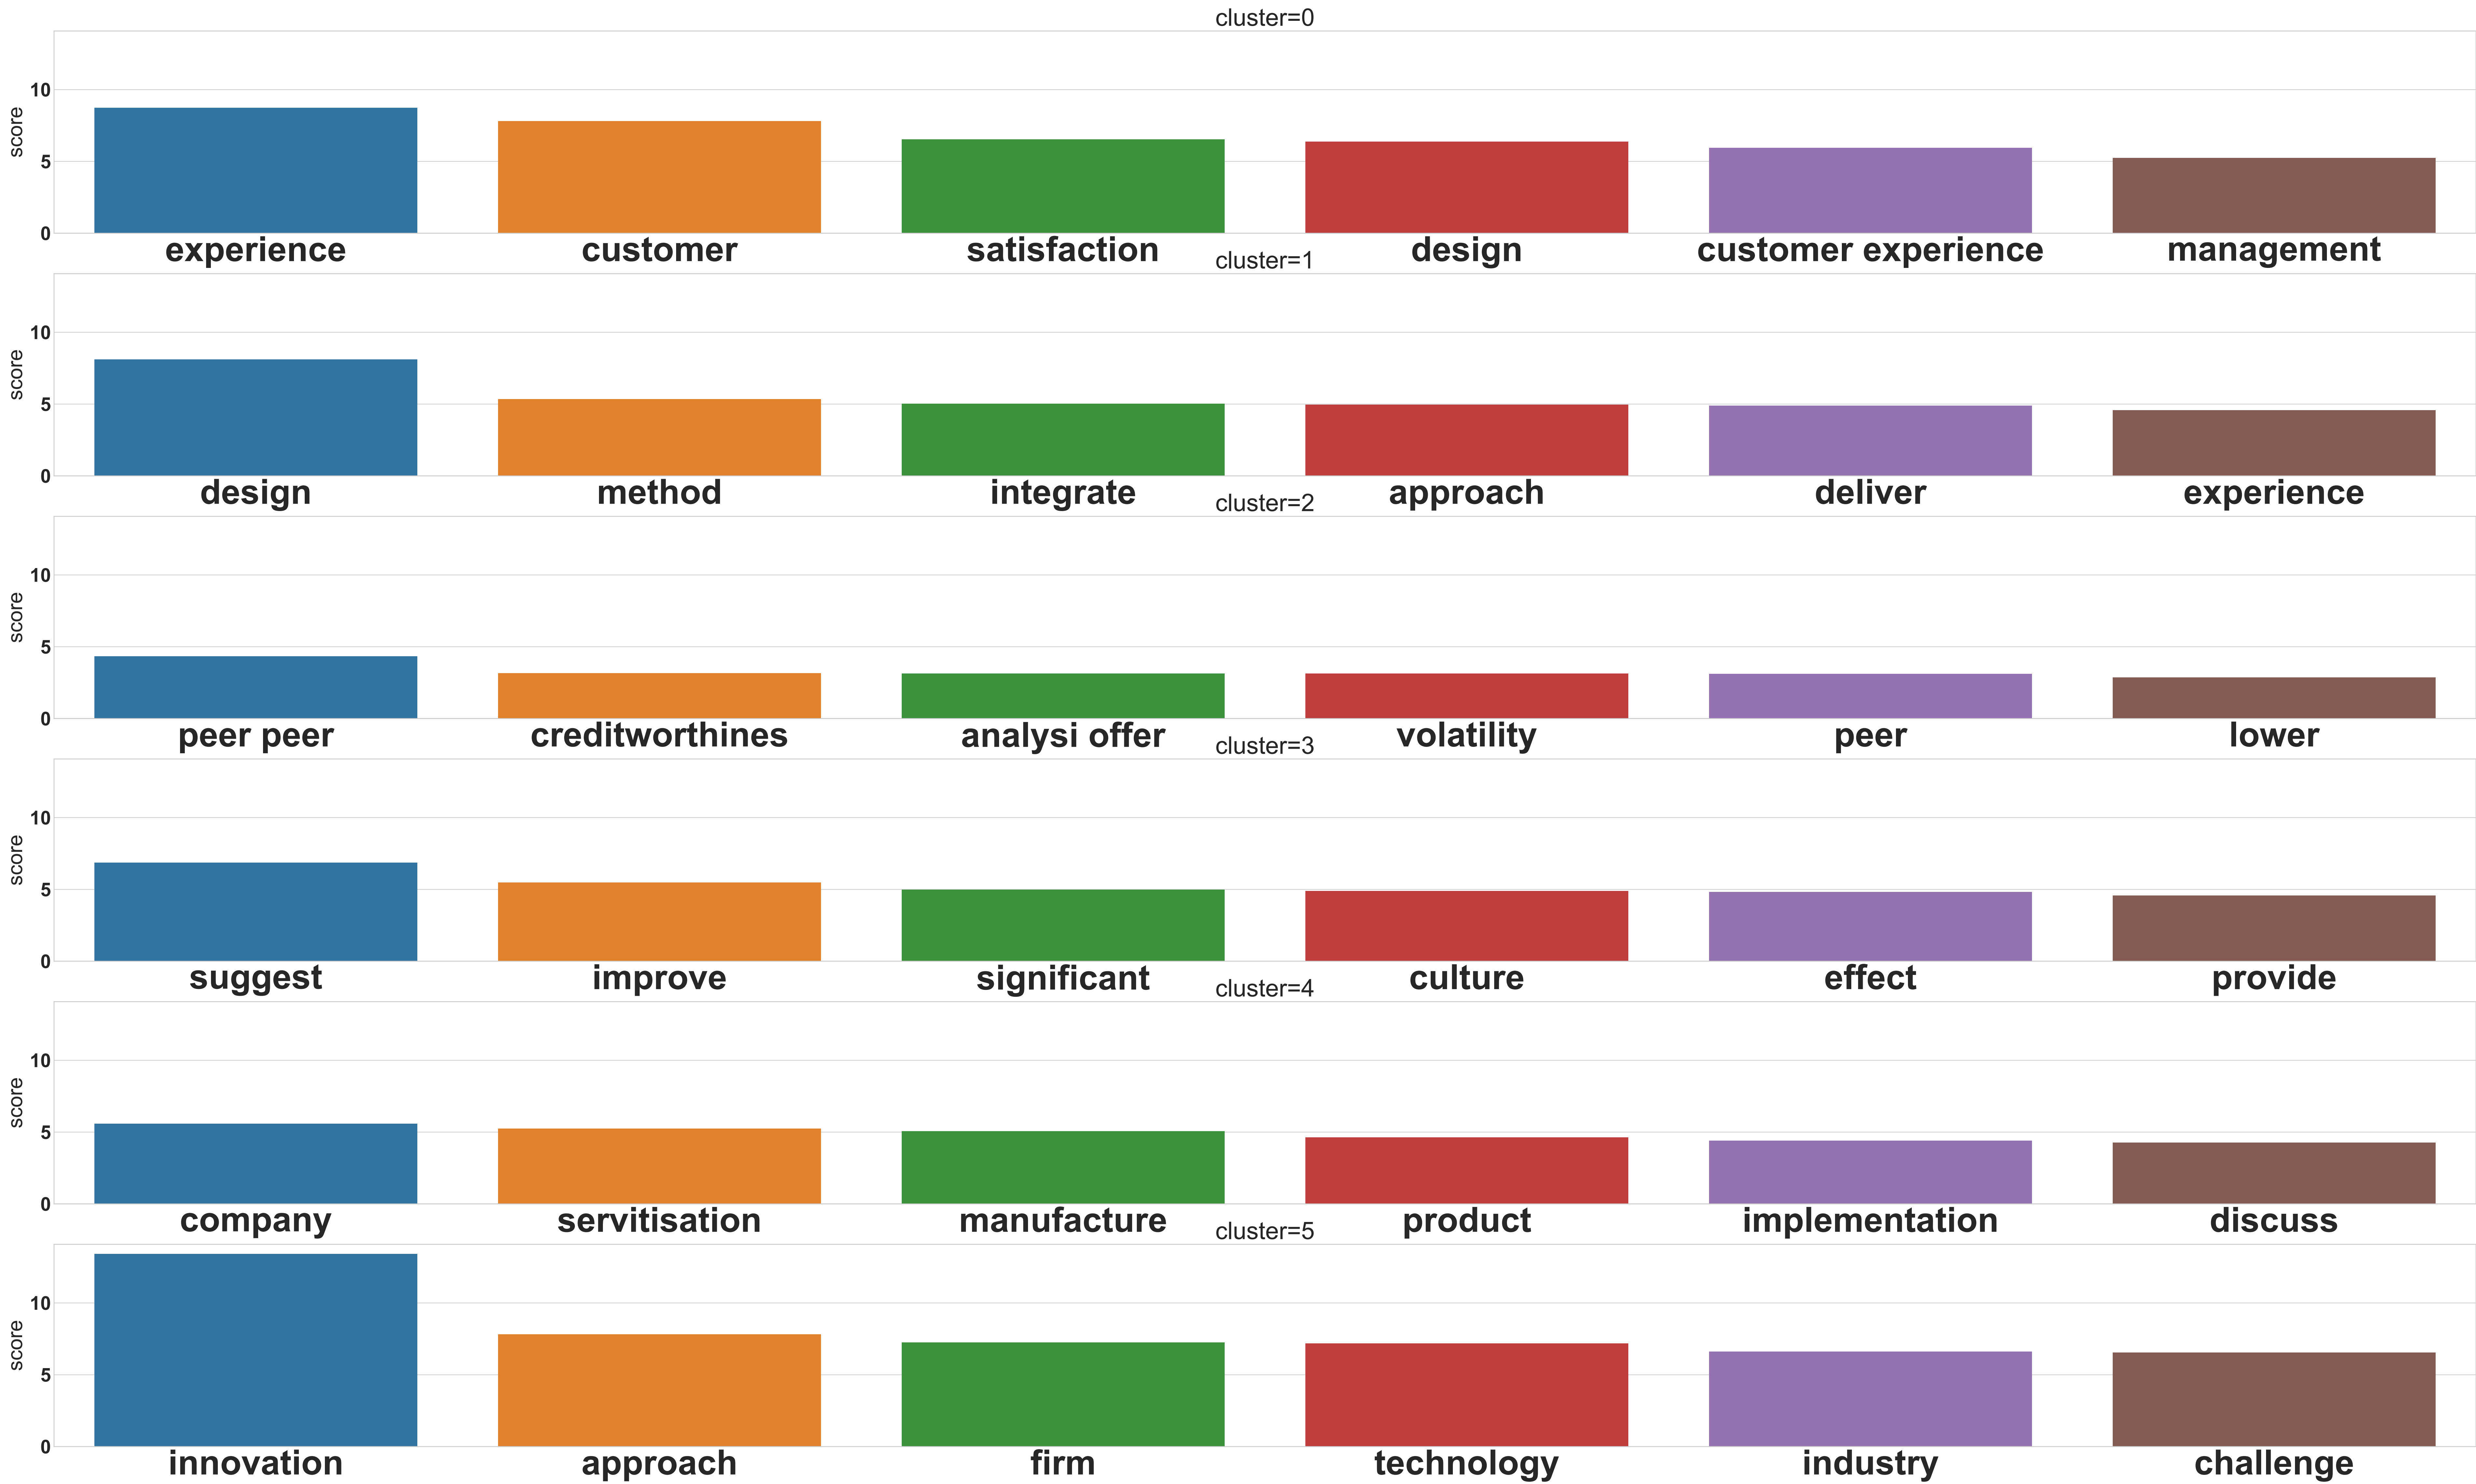 cluster=0
10
5
0
score
experience customer satisfaction design customer experience management
cluster=1
10
5
0
score
design method integrate approach deliver experience
cluster=2
10
5
0
score
peer peer creditworthines analysi offer volatility peer lower
cluster=3
10
5
0
score
suggest improve significant culture effect provide
cluster=4
10
5
0
score
company servitisation manufacture product implementation discuss
cluster=5
10
5
0
score
innovation approach firm technology industry challenge